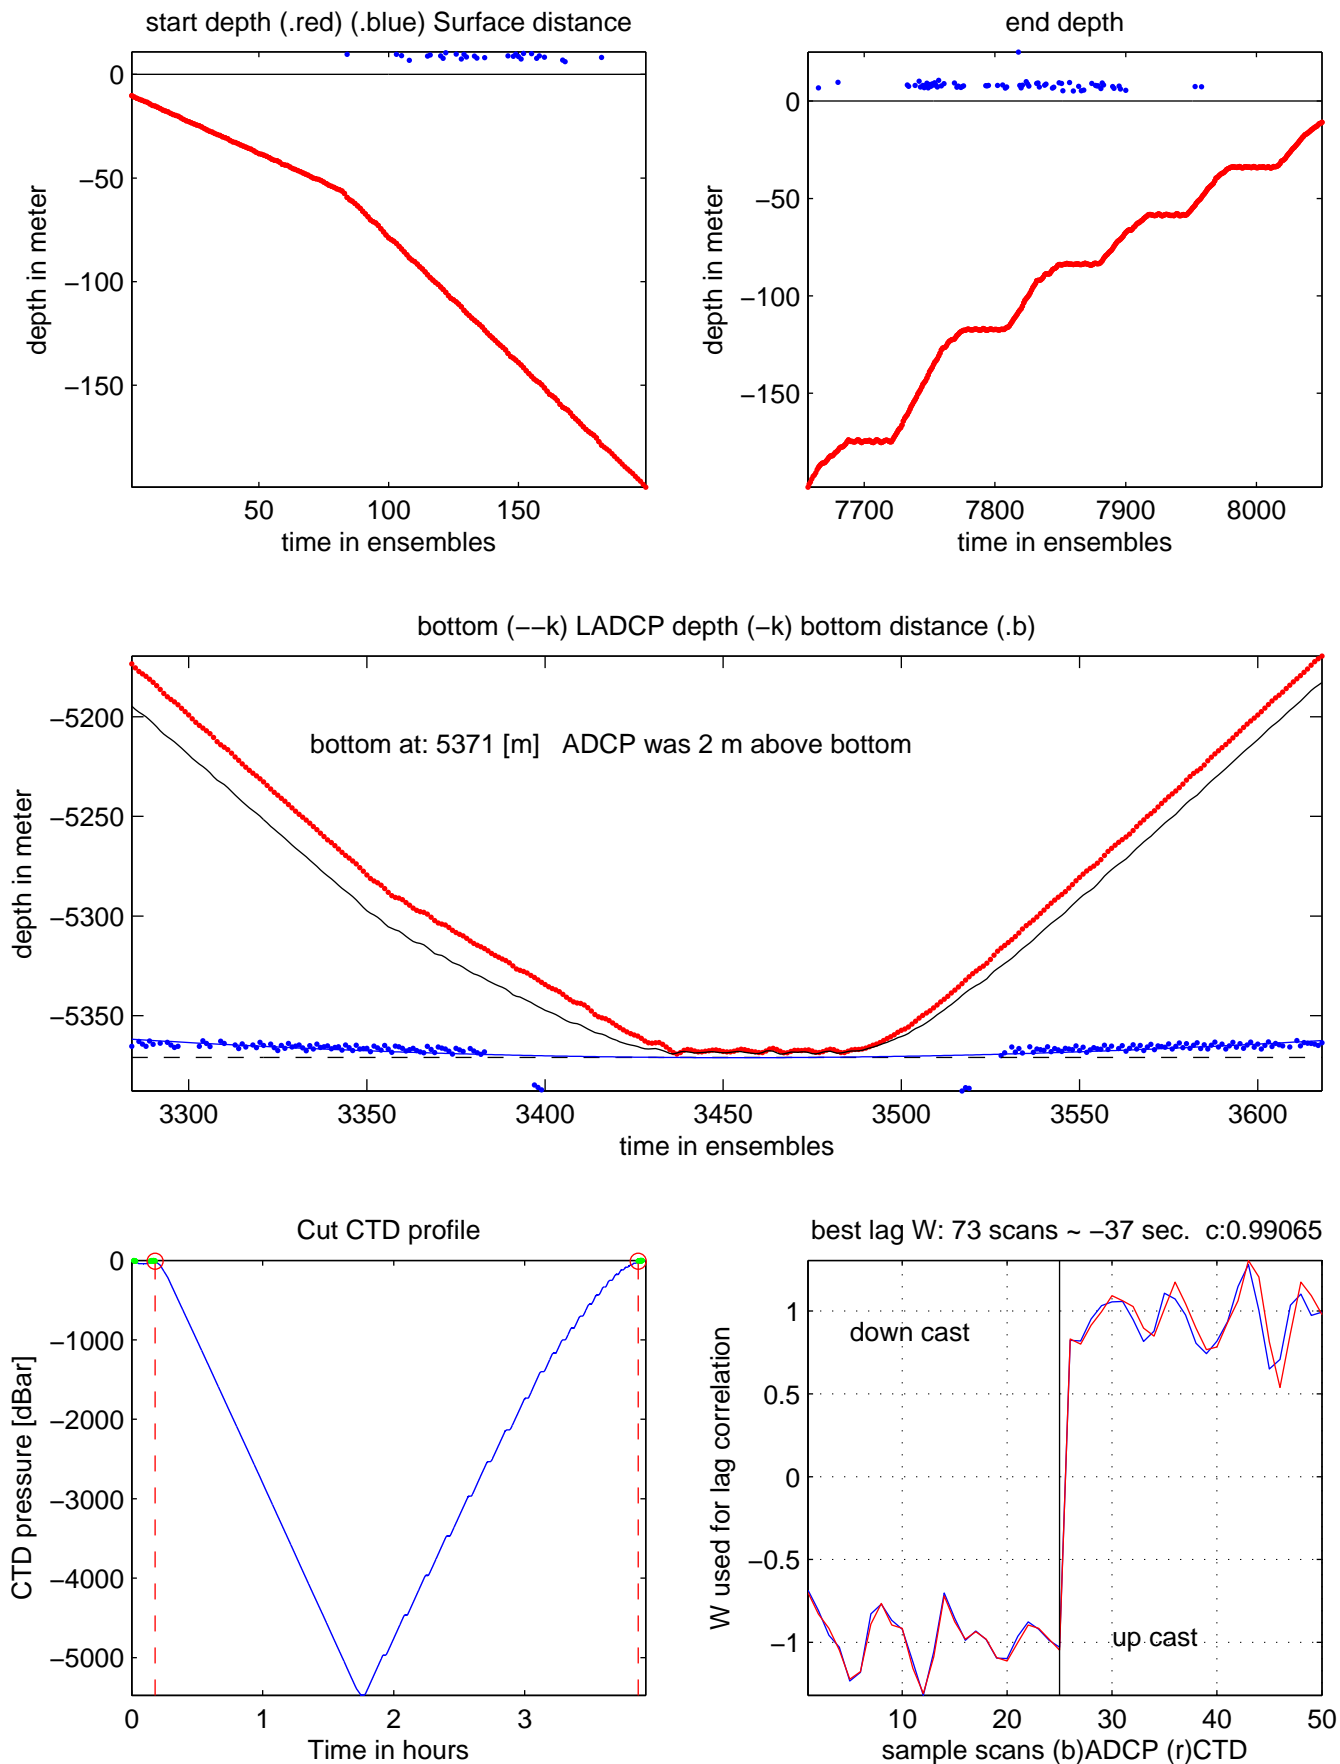 start depth (.red) (.blue) Surface distance
0
−50
−100
−150
depth in meter
50
100
150
time in ensembles
end depth
0
−50
−100
−150
depth in meter
7700
7800
7900
8000
time in ensembles
bottom (−−k) LADCP depth (−k) bottom distance (.b)
bottom at: 5371 [m]   ADCP was 2 m above bottom
−5200
−5250
−5300
−5350
depth in meter
3300
3350
3400
3450
3500
3550
3600
time in ensembles
Cut CTD profile
0
−1000
−2000
−3000
−4000
−5000
CTD pressure [dBar]
0
1
2
3
Time in hours
best lag W: 73 scans ~ −37 sec.  c:0.99065
down cast
up cast
1
0.5
0
−0.5
−1
W used for lag correlation
10
20
30
40
50
sample scans (b)ADCP (r)CTD